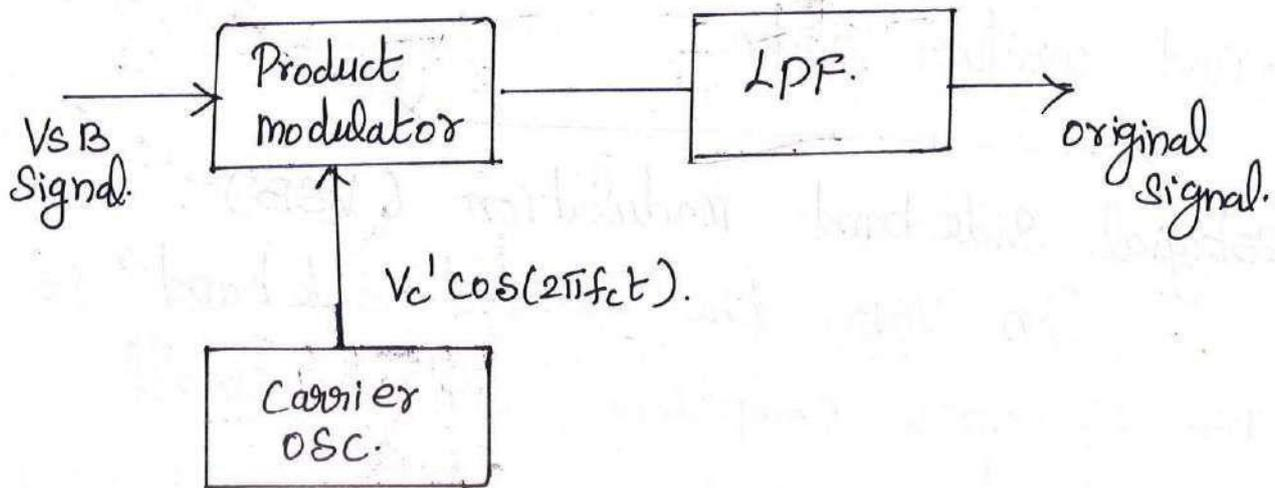 Product
modulator
LPF.
VSB
Signal.
original
signal.
Vc' cos(2πfct).
Carrier
OSC.